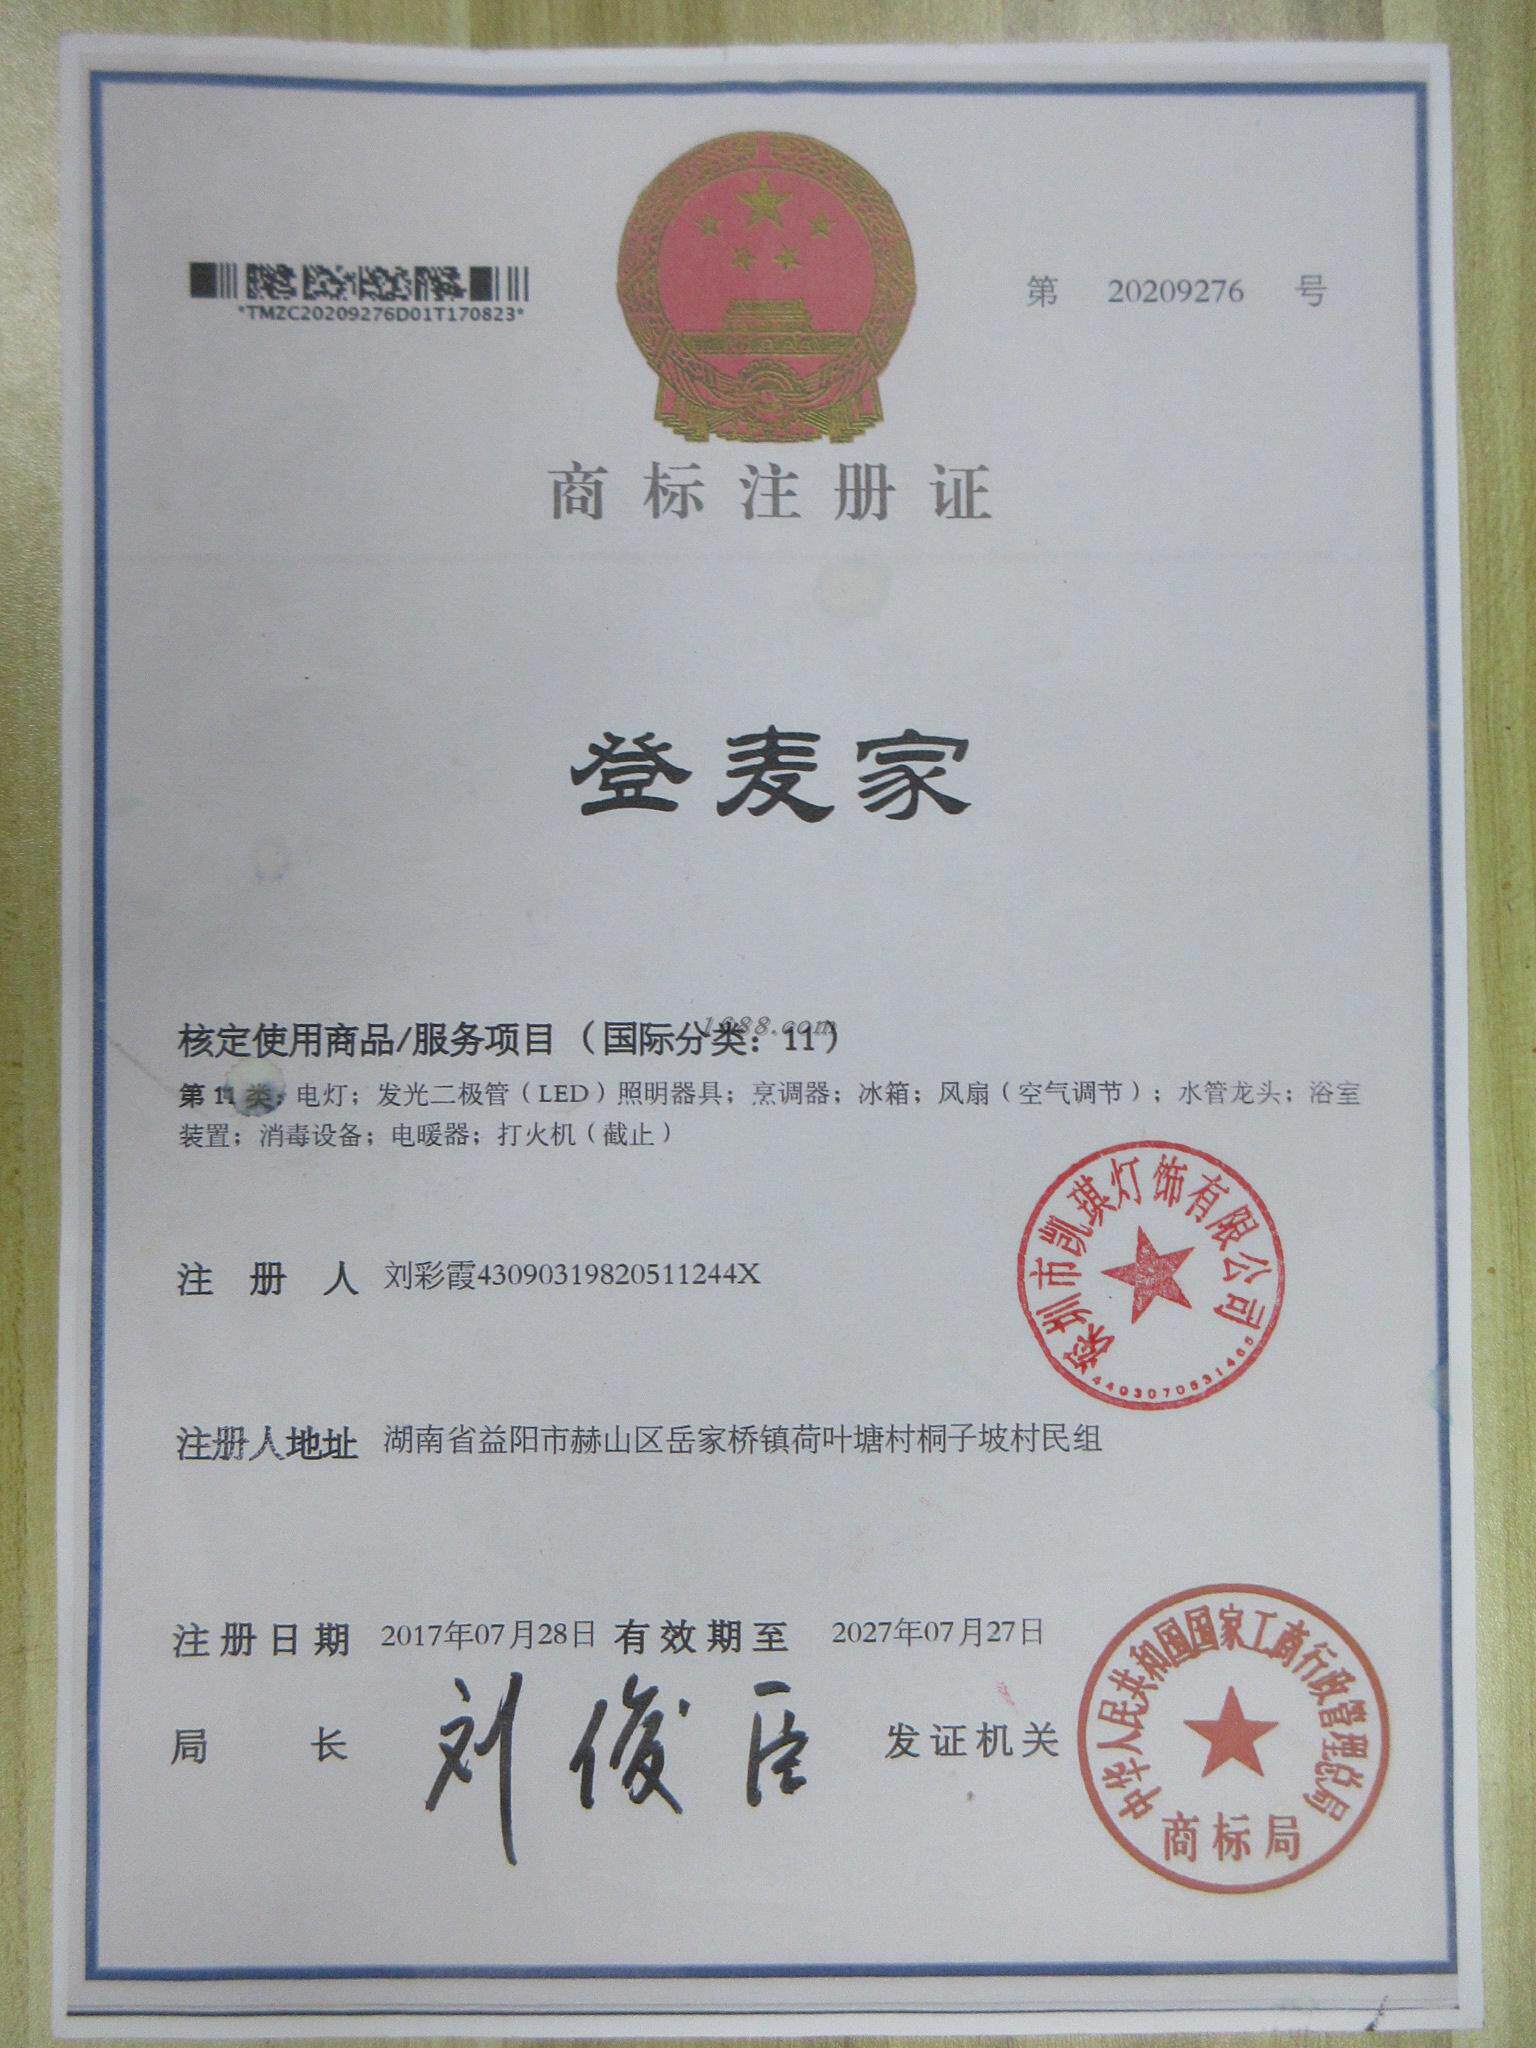 *TMZC20209276D01T170823*
第 20209276 号
商标注册证
登麦家
核定使用商品/服务项目（国际分类：11）
1688.com
第 11 类：电灯；发光二极管（LED）照明器具；烹调器；冰箱；风扇（空气调节）；水管龙头；浴室
装置；消毒设备；电暖器；打火机（截止）
深圳市凯琪灯饰有限公司
4403070531465
注册人 刘彩霞43090319820511244X
注册人地址 湖南省益阳市赫山区岳家桥镇荷叶塘村桐子坡村民组
注册日期 2017年07月28日 有效期至 2027年07月27日
局长 刘俊臣 发证机关
中华人民共和国国家工商行政管理总局
商标局